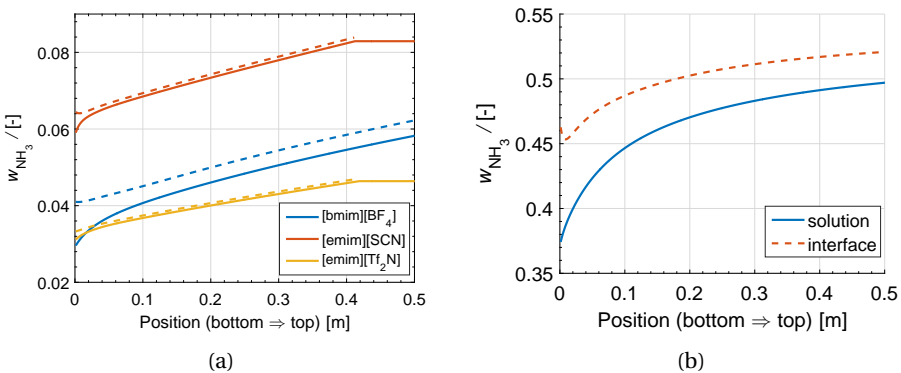 0.08
0.06
0.04
0.02
w_NH3 / [-]
0 0.1 0.2 0.3 0.4 0.5
Position (bottom ⇒ top) [m]
[bmim][BF4]
[emim][SCN]
[emim][Tf2N]
(a)
0.55
0.5
0.45
0.4
0.35
w_NH3 / [-]
0 0.1 0.2 0.3 0.4 0.5
Position (bottom ⇒ top) [m]
solution
interface
(b)